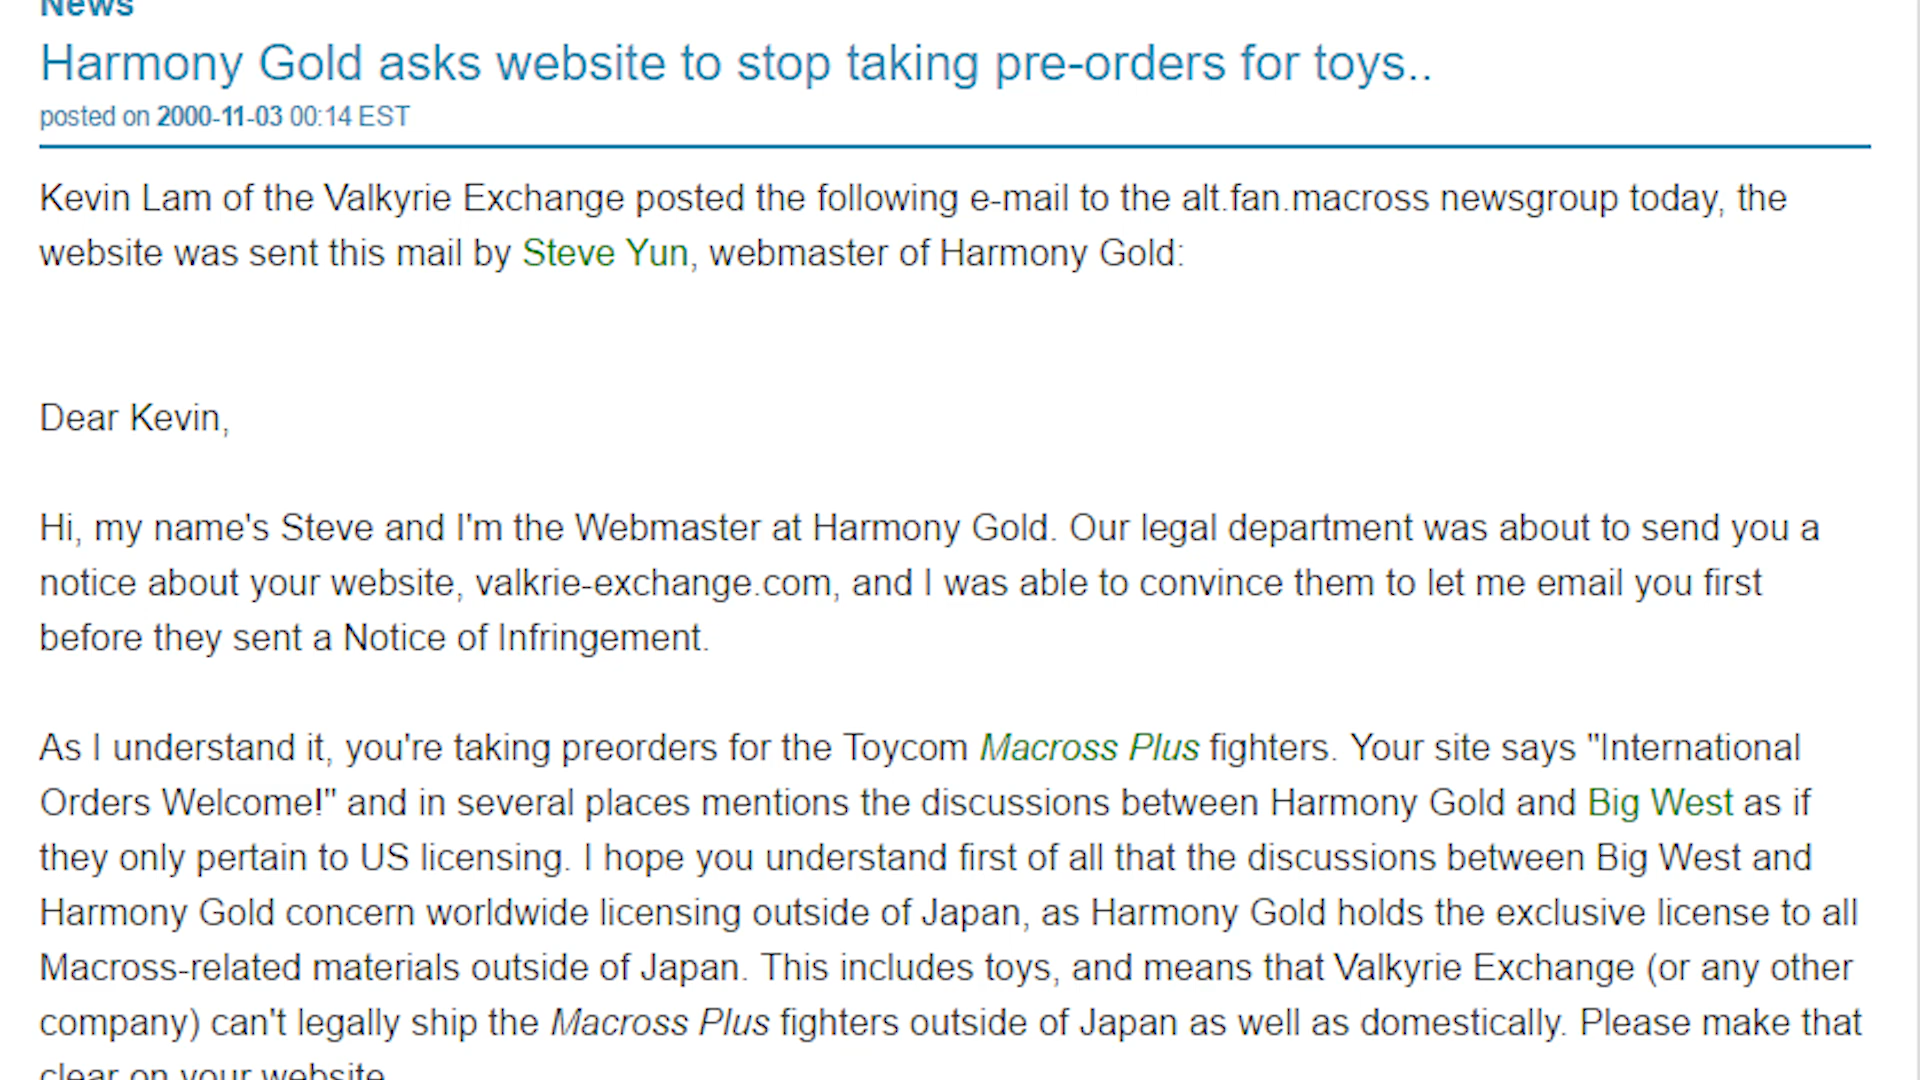 News
Harmony Gold asks website to stop taking pre-orders for toys..
posted on 2000-11-03 00:14 EST
Kevin Lam of the Valkyrie Exchange posted the following e-mail to the alt.fan.macross newsgroup today, the
website was sent this mail by Steve Yun, webmaster of Harmony Gold:
Dear Kevin,
Hi, my name's Steve and I'm the Webmaster at Harmony Gold. Our legal department was about to send you a
notice about your website, valkrie-exchange.com, and I was able to convince them to let me email you first
before they sent a Notice of Infringement.
As I understand it, you're taking preorders for the Toycom Macross Plus fighters. Your site says "International
Orders Welcome!" and in several places mentions the discussions between Harmony Gold and Big West as if
they only pertain to US licensing. I hope you understand first of all that the discussions between Big West and
Harmony Gold concern worldwide licensing outside of Japan, as Harmony Gold holds the exclusive license to all
Macross-related materials outside of Japan. This includes toys, and means that Valkyrie Exchange (or any other
company) can't legally ship the Macross Plus fighters outside of Japan as well as domestically. Please make that
clear on your website.